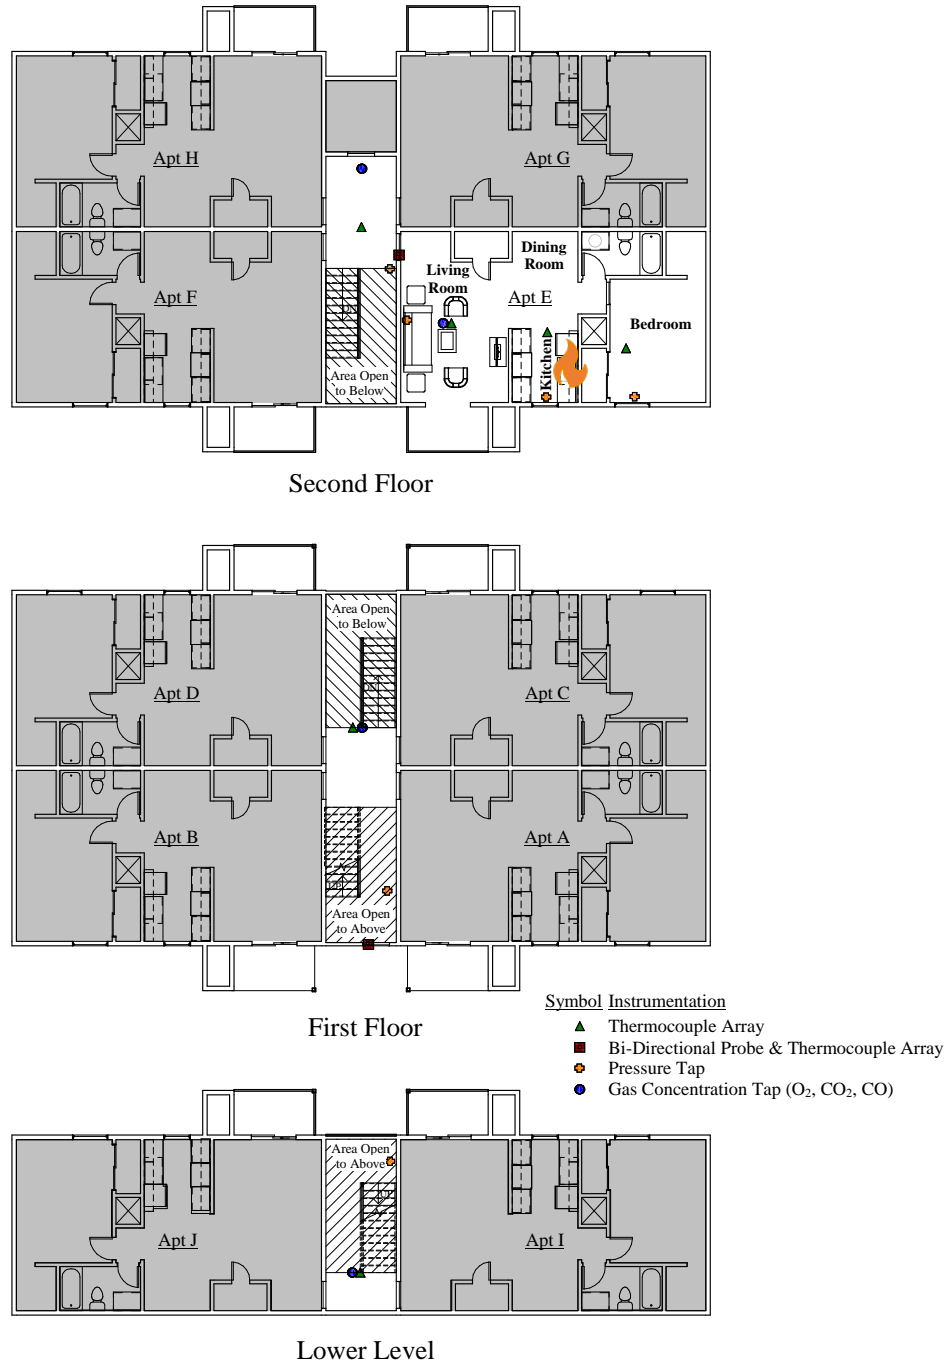 Apt H
Apt G
Dining
Room
Living
Room
Apt F
Apt E
Bedroom
Kitchen
Area Open
to Below
Second Floor
Area Open
to Below
Apt D
Apt C
Apt B
Apt A
UP
Area Open
to Above
Symbol Instrumentation
Thermocouple Array
Bi-Directional Probe & Thermocouple Array
Pressure Tap
Gas Concentration Tap (O₂, CO₂, CO)
First Floor
Area Open
to Above
UP
Apt J
Apt I
Lower Level